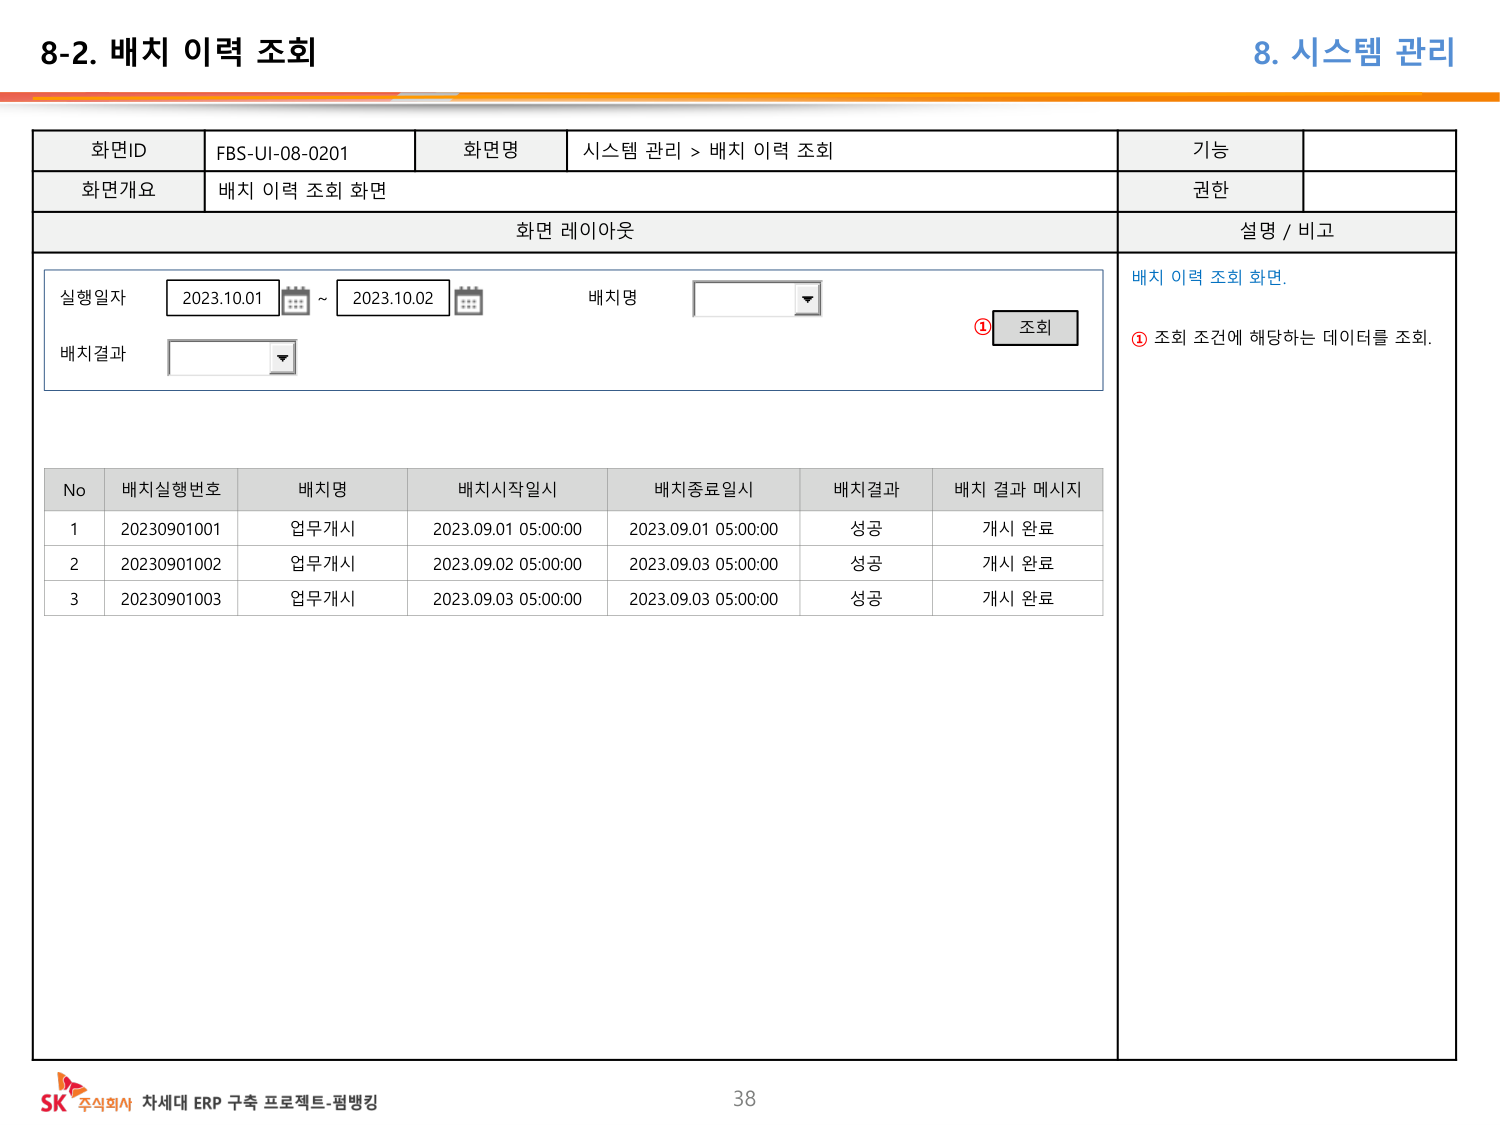 8-2. 배치 이력 조회
8. 시스템 관리
화면ID FBS-UI-08-0201 화면명 시스템 관리 > 배치 이력 조회 기능
화면개요 배치 이력 조회 화면 권한
화면 레이아웃 설명 / 비고
실행일자 2023.10.01 ~ 2023.10.02 배치명
① 조회
배치결과
배치 이력 조회 화면.
① 조회 조건에 해당하는 데이터를 조회.
No 배치실행번호 배치명 배치시작일시 배치종료일시 배치결과 배치 결과 메시지
1 20230901001 업무개시 2023.09.01 05:00:00 2023.09.01 05:00:00 성공 개시 완료
2 20230901002 업무개시 2023.09.02 05:00:00 2023.09.03 05:00:00 성공 개시 완료
3 20230901003 업무개시 2023.09.03 05:00:00 2023.09.03 05:00:00 성공 개시 완료
SK 주식회사 차세대 ERP 구축 프로젝트-펌뱅킹
38